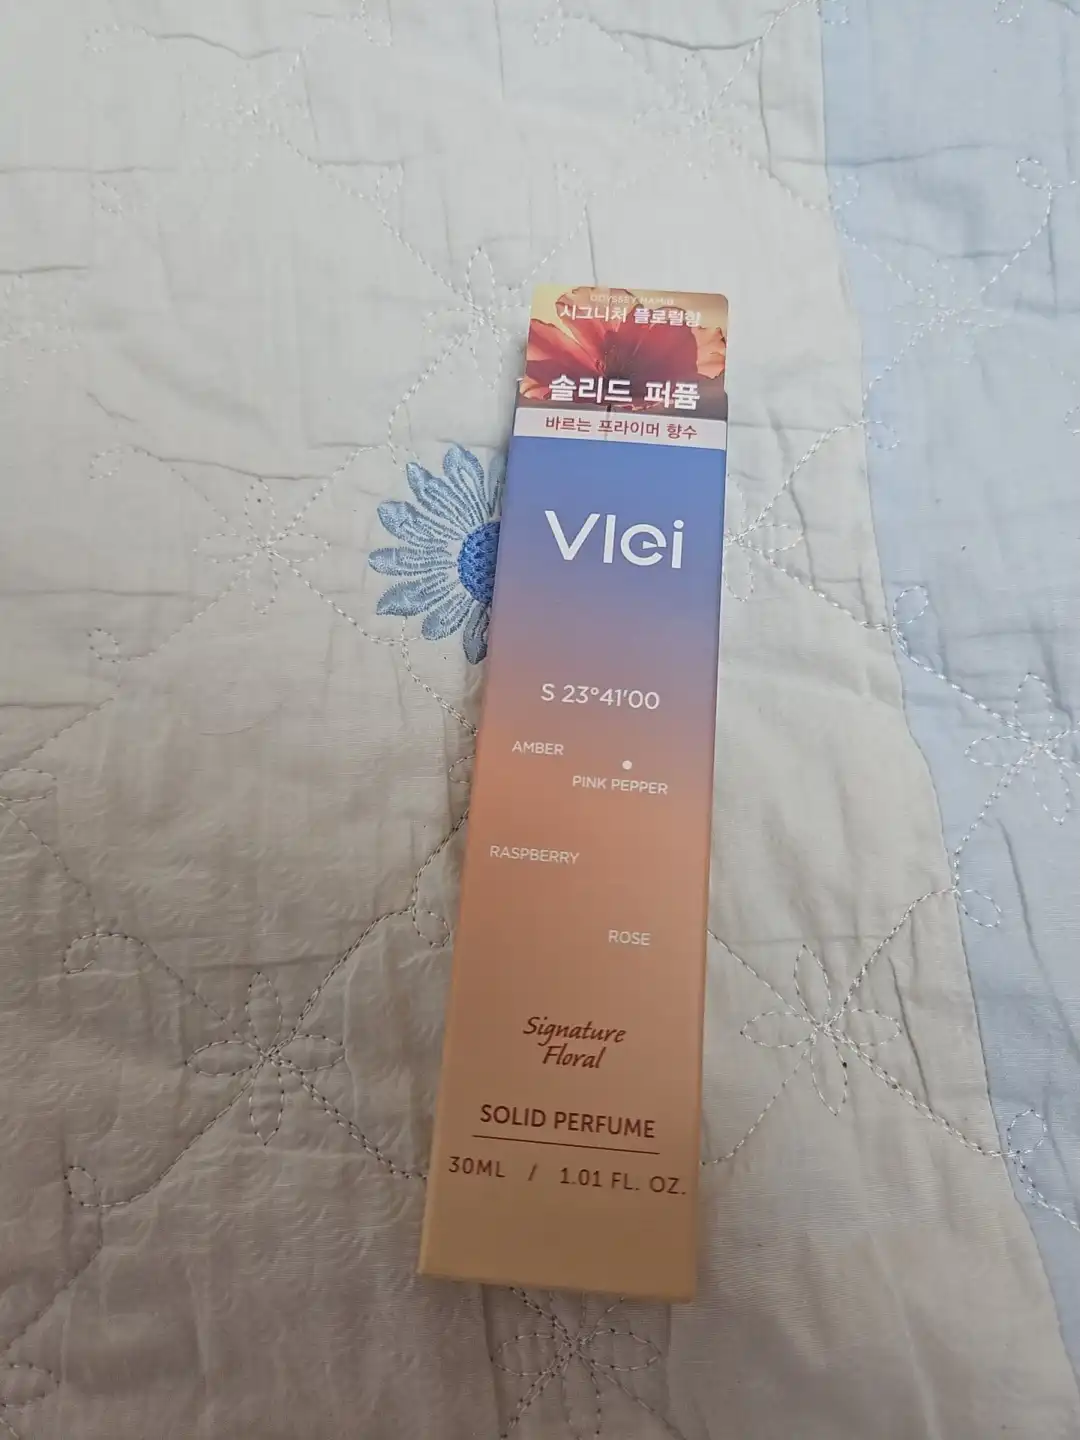 ODYSSEY NAMIB
시그니처 플로럴향
솔리드 퍼퓸
바르는 프라이머 향수
Vlei
S 23°41'00
AMBER
PINK PEPPER
RASPBERRY
ROSE
Signature
Floral
SOLID PERFUME
30ML / 1.01 FL. OZ.